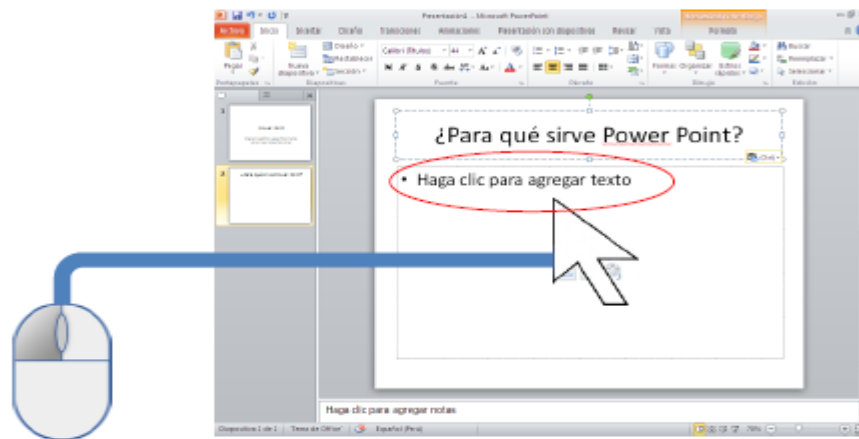 Presentación1 - Microsoft PowerPoint
Archivo Inicio Insertar Diseño Transiciones Animaciones Presentación con diapositivas Revisar Vista Formato
Pegar
Nueva
diapositiva
Diseño
Restablecer
Sección
Calibri (Títulos) 44
Formas Organizar Estilos
rápidos
Buscar
Reemplazar
Seleccionar
Portapapeles Diapositivas Fuente Párrafo Dibujo Edición
1
2
¿Para qué sirve Power Point?
• Haga clic para agregar texto
Haga clic para agregar notas
Diapositiva 2 de 2 "Tema de Office" Español (Perú) 70%